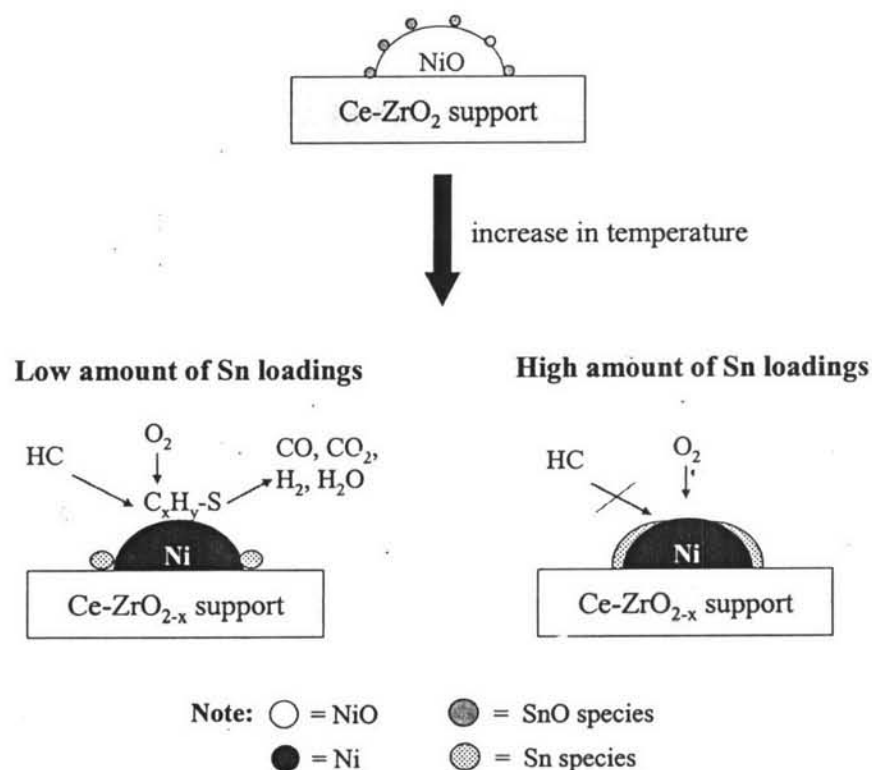 NiO
Ce-ZrO₂ support
increase in temperature
Low amount of Sn loadings
High amount of Sn loadings
HC
O₂
CO, CO₂,
H₂, H₂O
CₓHᵧ-S
Ni
Ce-ZrO₂₋ₓ support
HC
O₂
Ni
Ce-ZrO₂₋ₓ support
Note: = NiO = SnO species
= Ni = Sn species